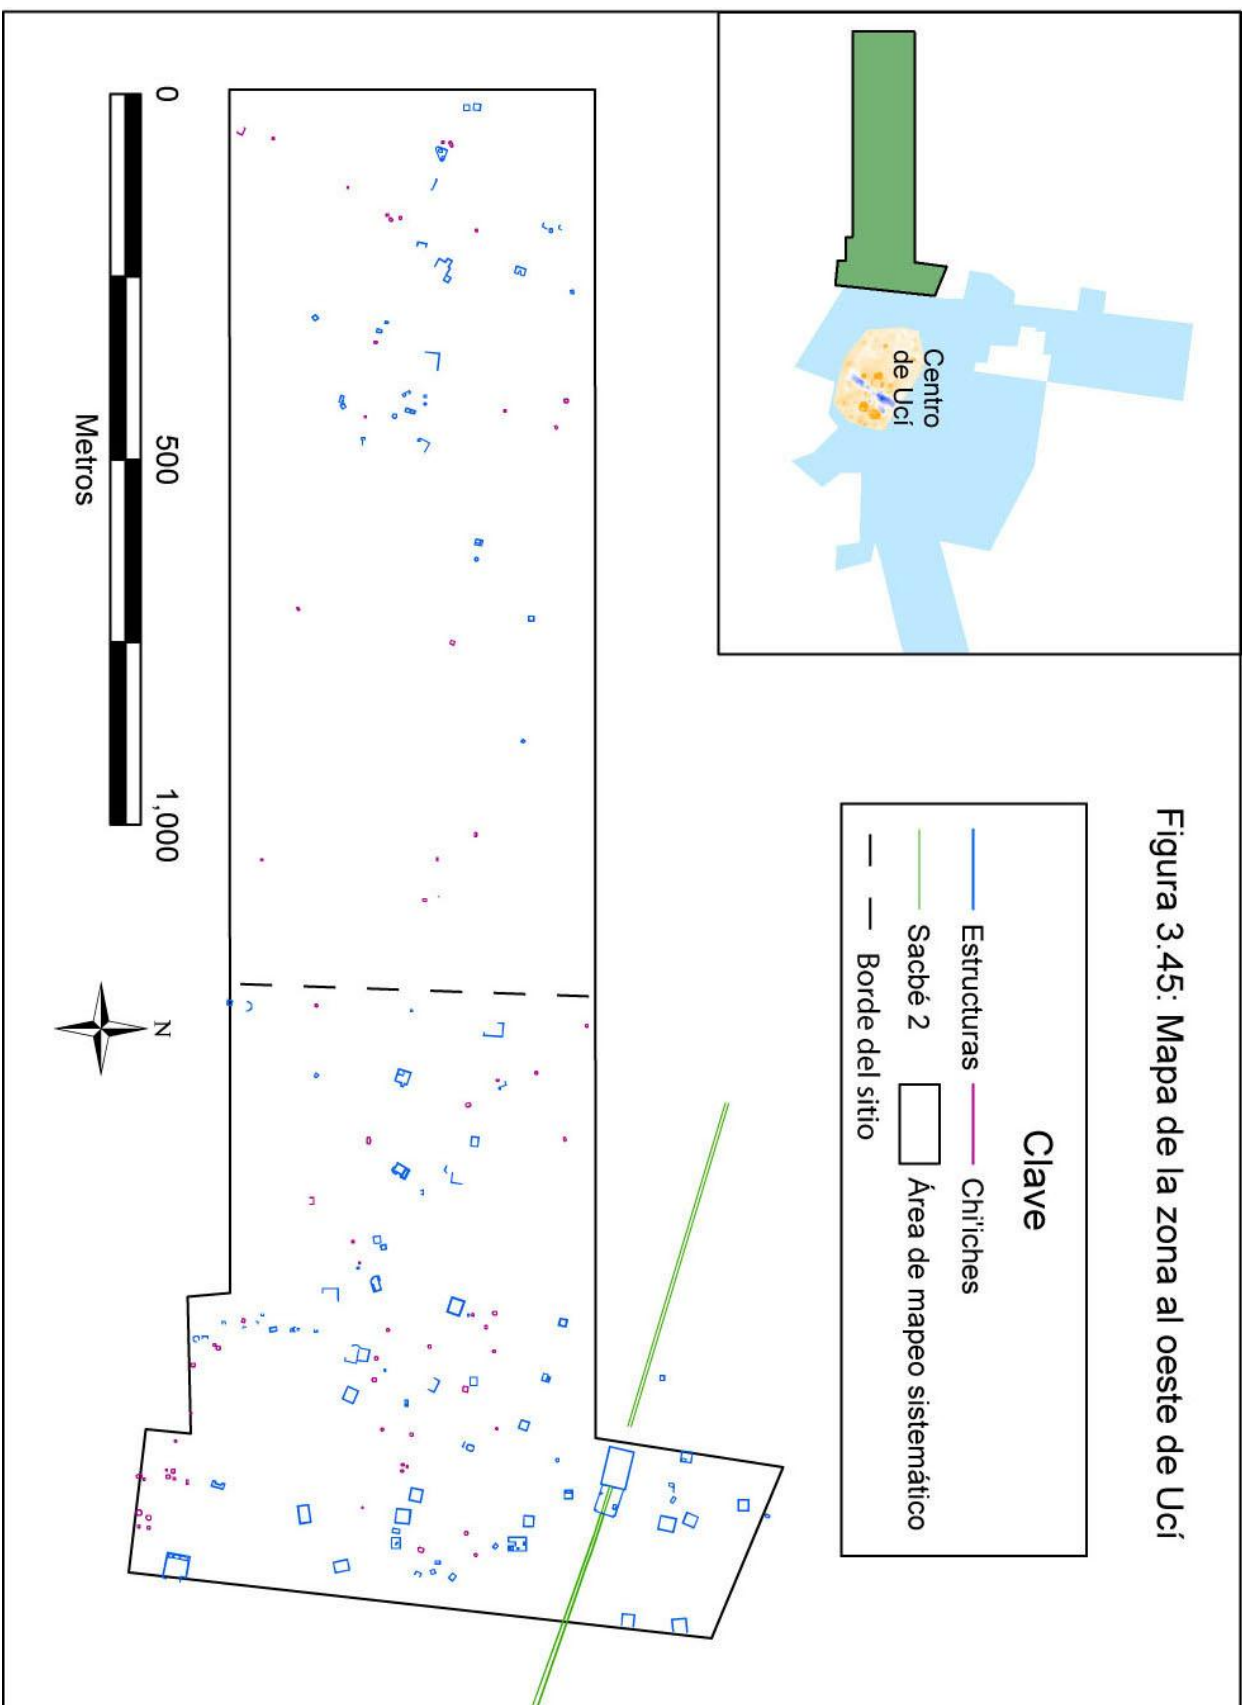 Figura 3.45: Mapa de la zona al oeste de Ucí
Centro
de Ucí
Clave
Estructuras
Chi'iches
Sacbé 2
Área de mapeo sistemático
Borde del sitio
0
500
1,000
Metros
N